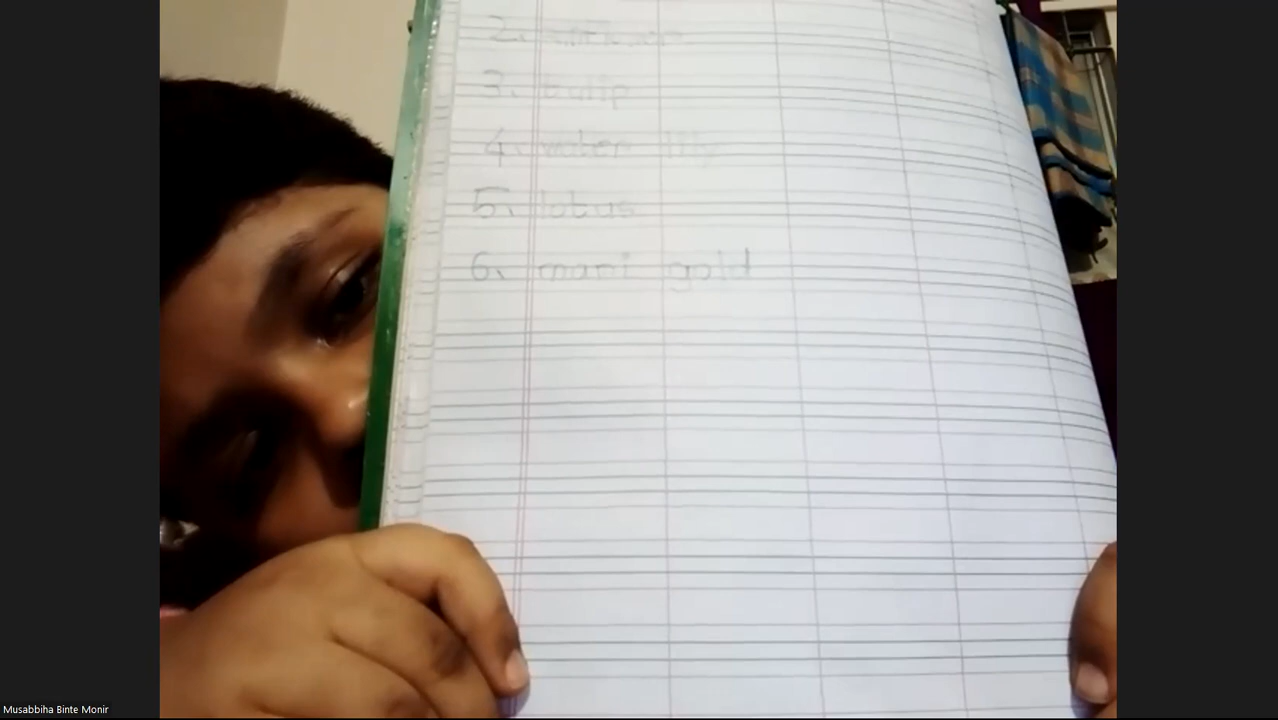 2.
3. tulip
4. water lily
5. lotus
6. mari gold
Musabbiha Binte Monir